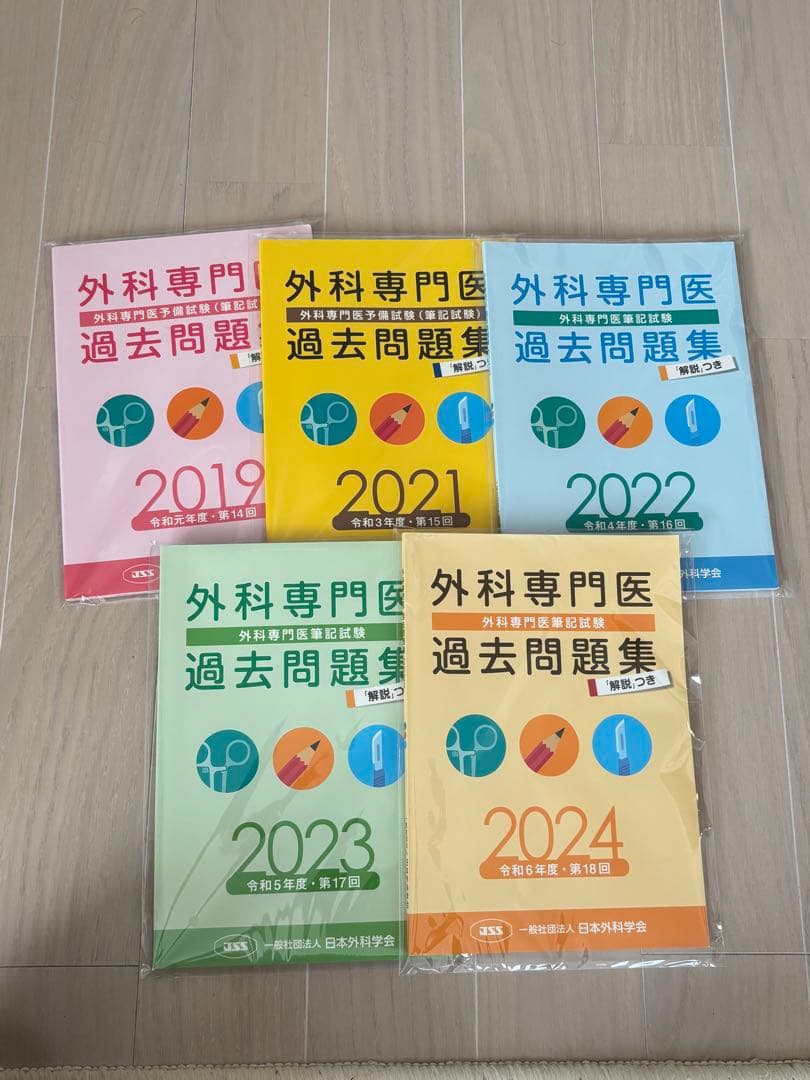 外科専門医
外科専門医予備試験(筆記試
過去問題集
「解
2019
令和元年度・第14回
JSS
外科専門医
外科専門医予備試験(筆記試験)
過去問題集
「解説」つき
2021
令和3年度・第15回
外科専門医
外科専門医筆記試験
過去問題集
「解説」つき
2022
令和4年度・第16回
外科学会
外科専門医
外科専門医筆記試験
過去問題集
「解説」つ
2023
令和5年度・第17回
JSS 一般社団法人 日本外科学会
外科専門医
外科専門医筆記試験
過去問題集
「解説」つき
2024
令和6年度・第18回
JSS 一般社団法人 日本外科学会